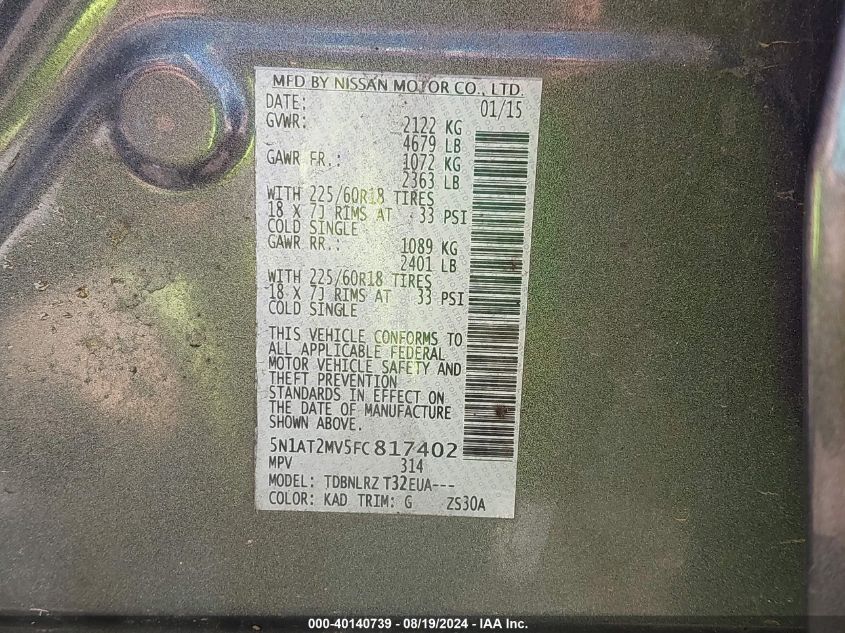 MFD BY NISSAN MOTOR CO., LTD.
DATE: 01/15
GVWR: 2122 KG
4679 LB
GAWR FR.: 1072 KG
2363 LB
WITH 225/60R18 TIRES
18 X 7J RIMS AT 33 PSI
COLD SINGLE
GAWR RR.: 1089 KG
2401 LB
WITH 225/60R18 TIRES
18 X 7J RIMS AT 33 PSI
COLD SINGLE
THIS VEHICLE CONFORMS TO
ALL APPLICABLE FEDERAL
MOTOR VEHICLE SAFETY AND
THEFT PREVENTION
STANDARDS IN EFFECT ON
THE DATE OF MANUFACTURE
SHOWN ABOVE.
5N1AT2MV5FC817402
MPV 314
MODEL: TDBNLRZ T32EUA---
COLOR: KAD TRIM: G ZS30A
000-40140739 - 08/19/2024 - IAA Inc.